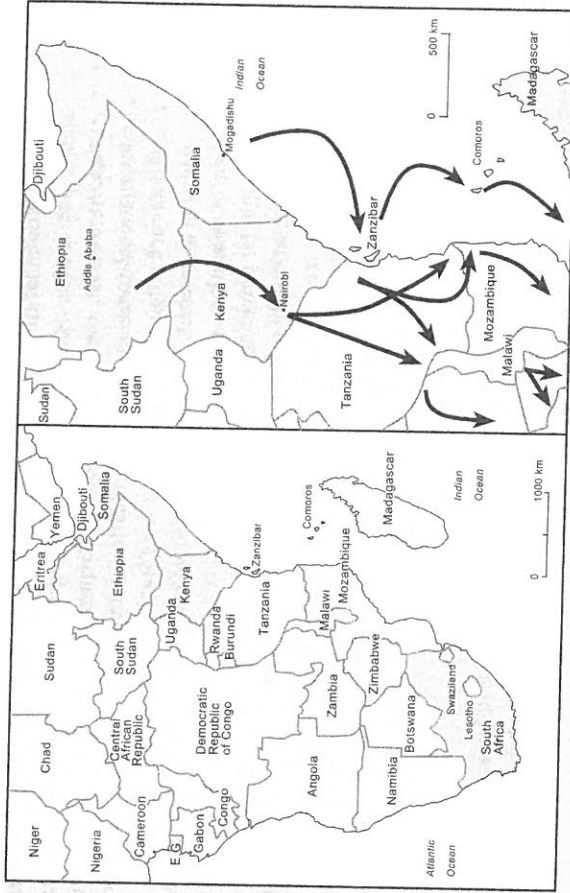 Niger
Chad
Sudan
Eritrea
Yemen
Nigeria
Djibouti
Somalia
Central
African
Republic
South
Sudan
Ethiopia
Cameroon
E.G
Gabon
Congo
Democratic
Republic
of Congo
Uganda
Kenya
Rwanda
Burundi
Tanzania
Zanzibar
Comoros
Angola
Zambia
Malawi
Mozambique
Madagascar
Zimbabwe
Namibia
Botswana
Swaziland
Lesotho
South
Africa
Atlantic
Ocean
Indian
Ocean
0
1000 km
Sudan
Djibouti
South
Sudan
Ethiopia
Addis Ababa
Somalia
Mogadishu
Indian
Ocean
Uganda
Kenya
Nairobi
Tanzania
Zanzibar
0
500 km
Comoros
Mozambique
Malawi
Madagascar